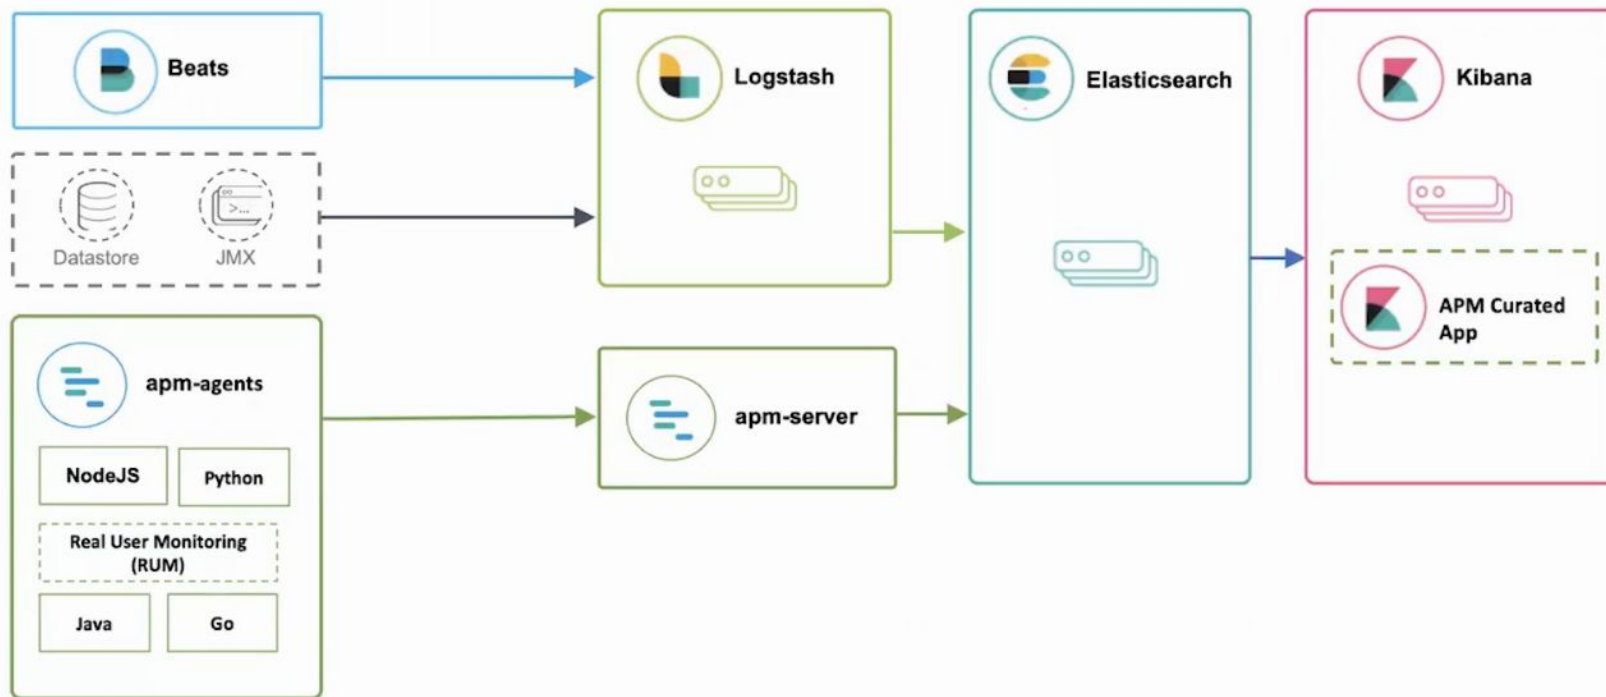 Beats
Datastore
JMX
>_...
apm-agents
NodeJS
Python
Real User Monitoring
(RUM)
Java
Go
Logstash
apm-server
Elasticsearch
Kibana
APM Curated
App